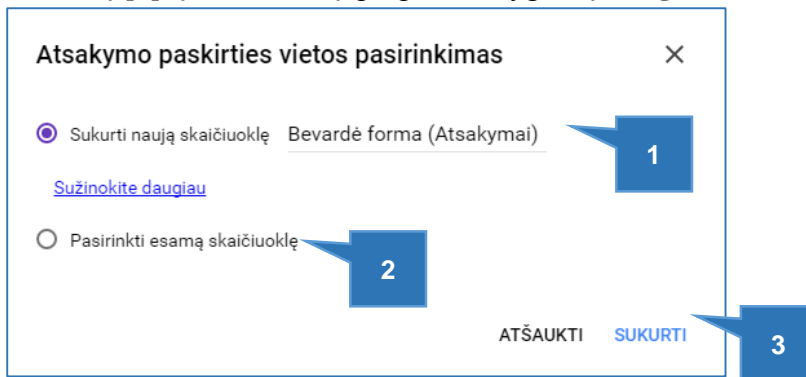 Atsakymo paskirties vietos pasirinkimas
Sukurti naują skaičiuoklę Bevardė forma (Atsakymai)
1
Sužinokite daugiau
Pasirinkti esamą skaičiuoklę
2
ATŠAUKTI SUKURTI
3